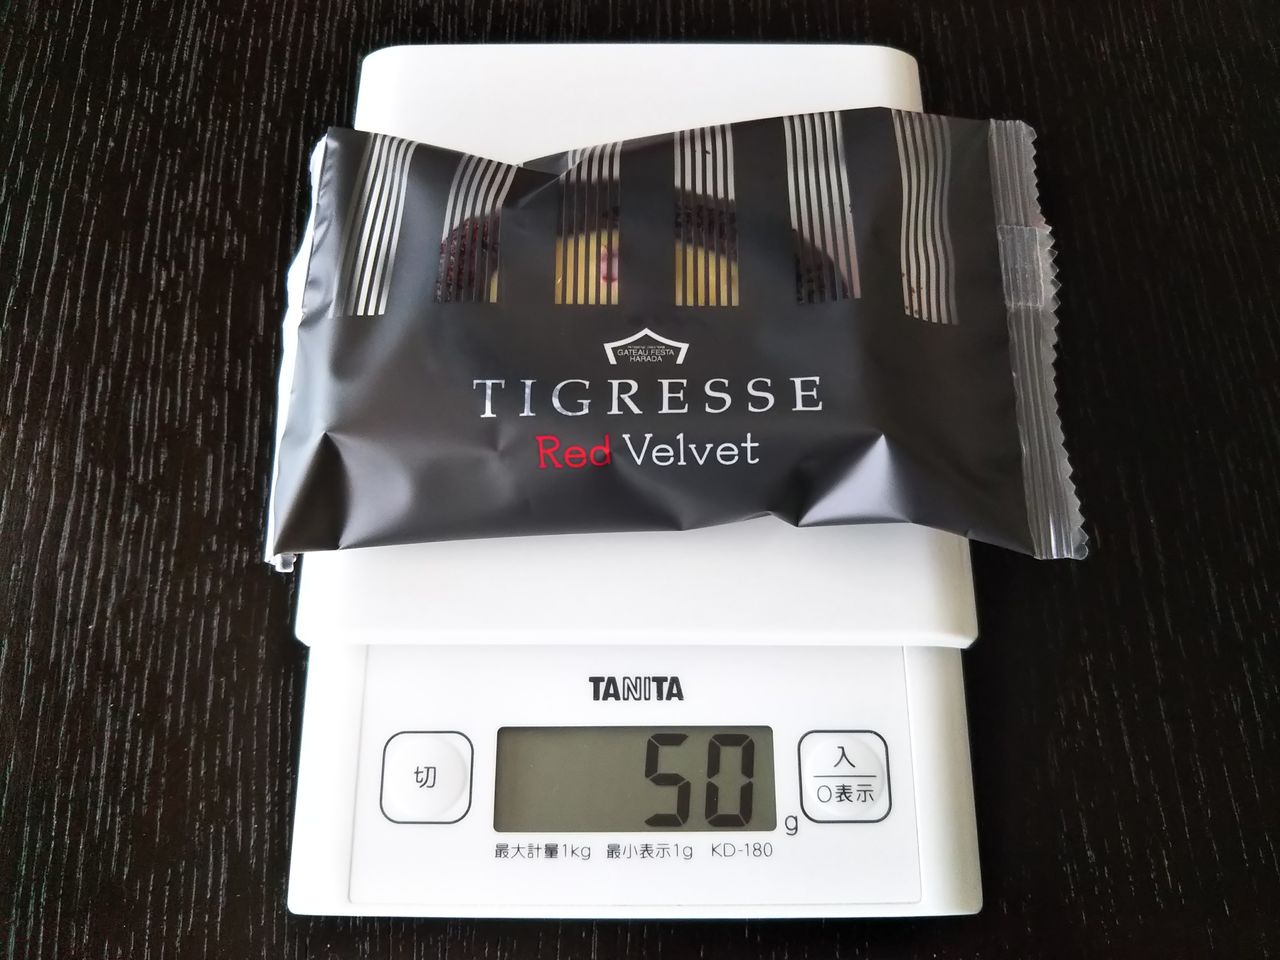 GATEAU FESTA
HARADA
TIGRESSE
Red Velvet
TANITA
切
50
g
入
0表示
最大計量1kg 最小表示1g KD-180